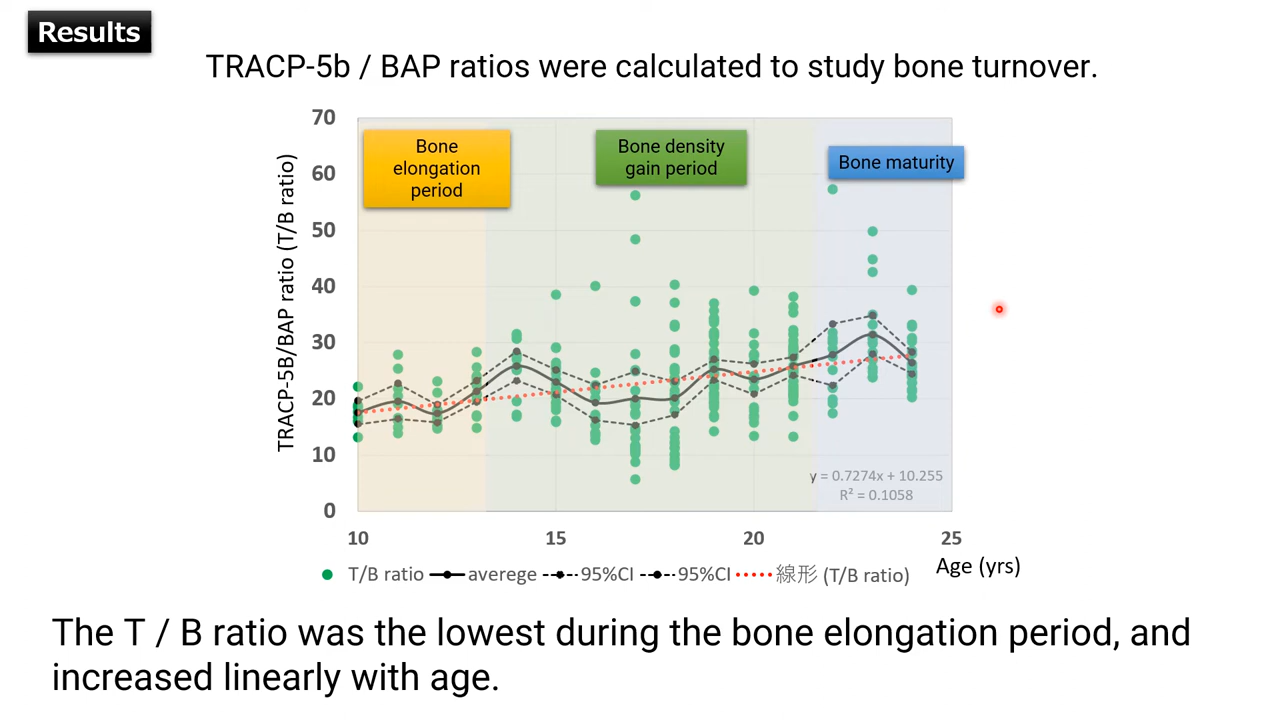 Results
TRACP-5b / BAP ratios were calculated to study bone turnover.
TRACP-5B/BAP ratio (T/B ratio)
70
60
50
40
30
20
10
0
Bone
elongation
period
Bone density
gain period
Bone maturity
y = 0.7274x + 10.255
R² = 0.1058
10
15
20
25
Age (yrs)
T/B ratio
averege
95%CI
95%CI
線形 (T/B ratio)
The T / B ratio was the lowest during the bone elongation period, and
increased linearly with age.